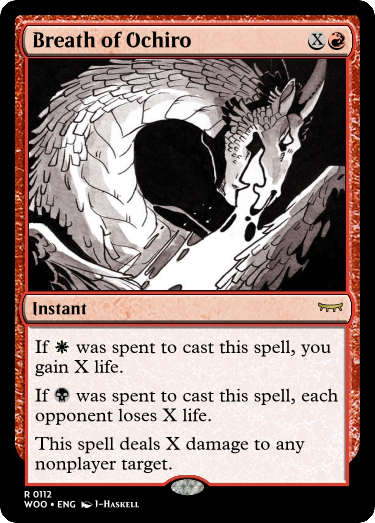 Breath of Ochiro X
Instant
If was spent to cast this spell, you
gain X life.
If was spent to cast this spell, each
opponent loses X life.
This spell deals X damage to any
nonplayer target.
R 0112
WOO • ENG J-Haskell